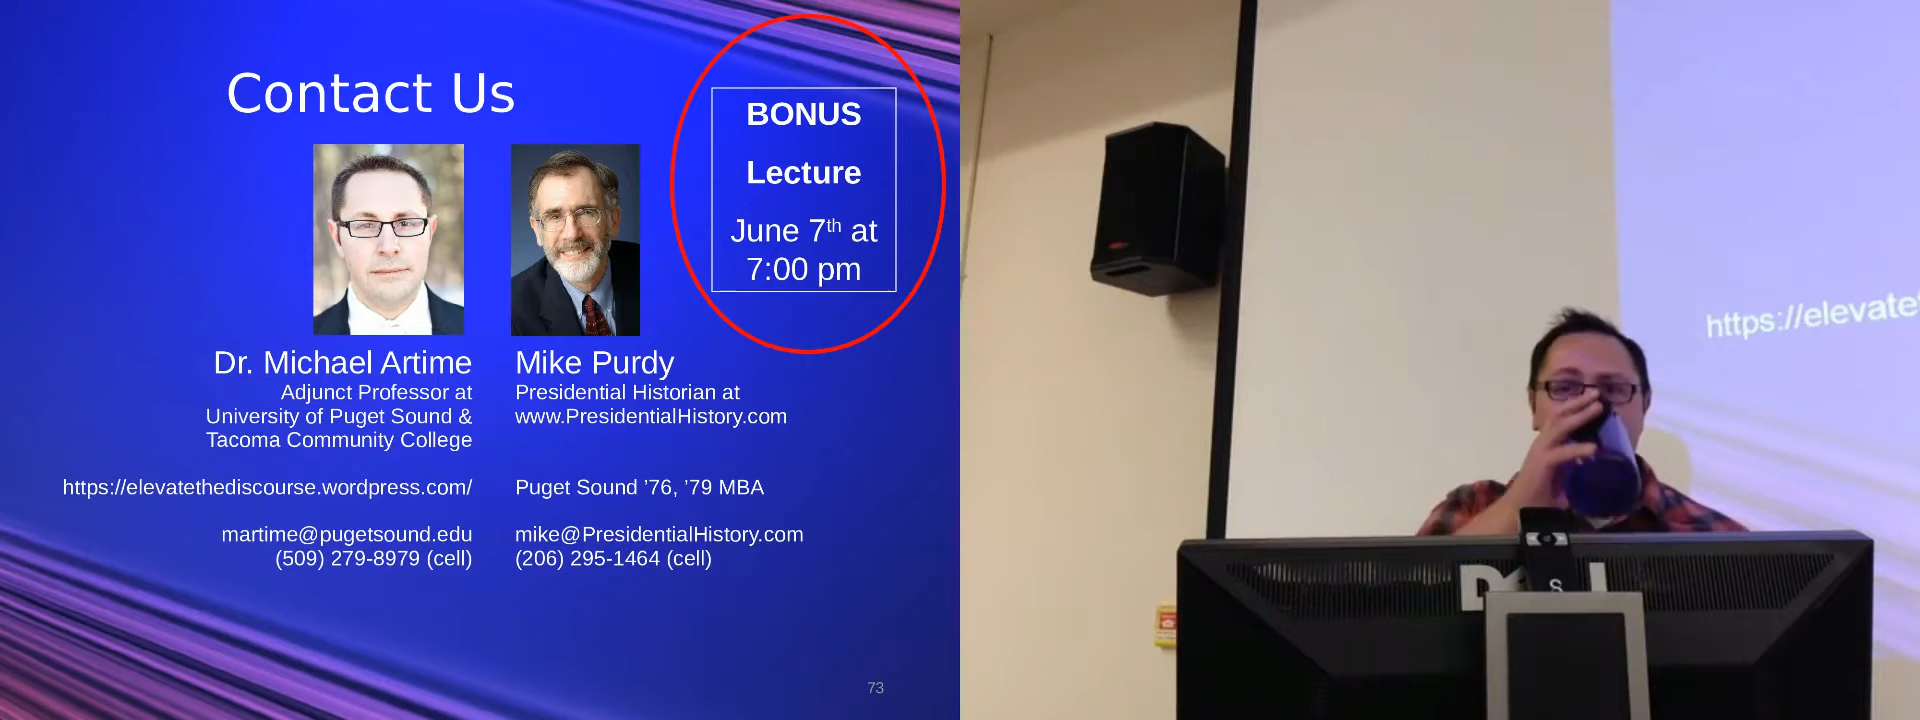 Contact Us
BONUS
Lecture
June 7th at
7:00 pm
Dr. Michael Artime
Adjunct Professor at
University of Puget Sound &
Tacoma Community College
https://elevatethediscourse.wordpress.com/
martime@pugetsound.edu
(509) 279-8979 (cell)
Mike Purdy
Presidential Historian at
www.PresidentialHistory.com
Puget Sound ’76, ’79 MBA
mike@PresidentialHistory.com
(206) 295-1464 (cell)
73
https://elevate
S